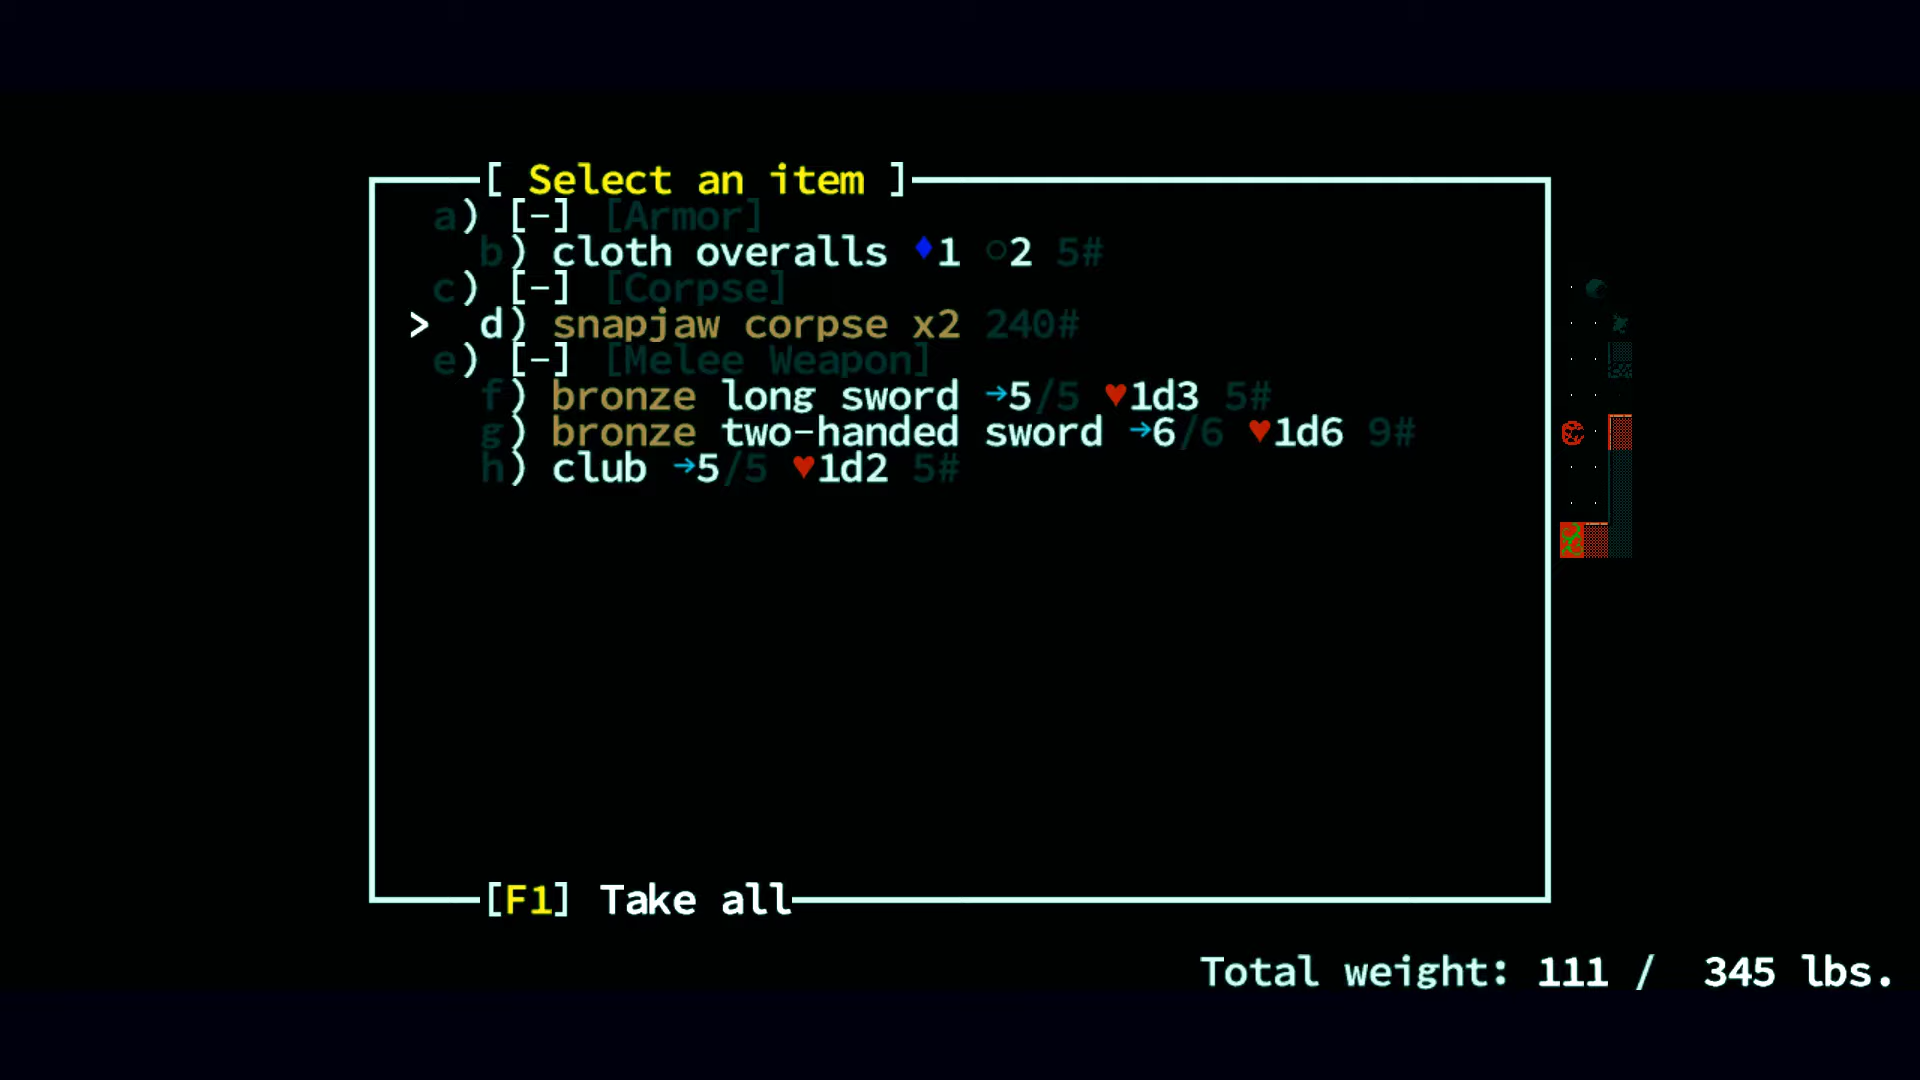 [ Select an item ]
a) [-] [Armor]
b) cloth overalls ♦1 ○2 5#
c) [-] [Corpse]
> d) snapjaw corpse x2 240#
e) [-] [Melee Weapon]
f) bronze long sword →5/5 ♥1d3 5#
g) bronze two-handed sword →6/6 ♥1d6 9#
h) club →5/5 ♥1d2 5#
[F1] Take all
Total weight: 111 / 345 lbs.